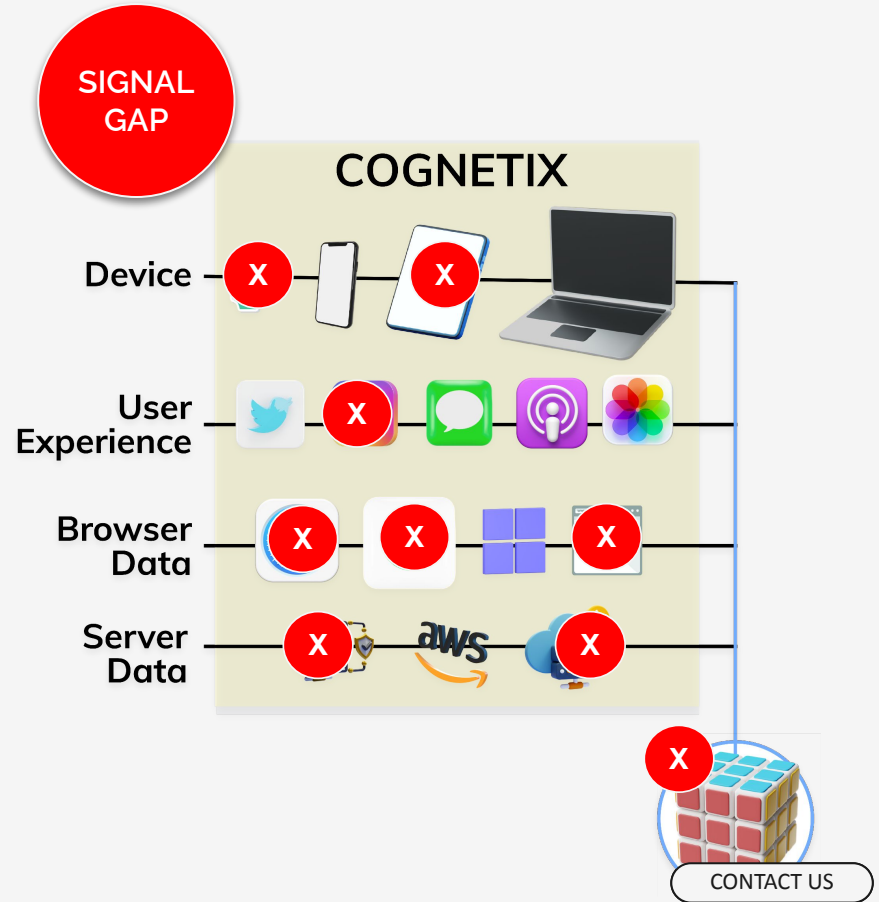 SIGNAL
GAP
COGNETIX
Device
X
X
User
Experience
X
Browser
Data
X
X
X
Server
Data
X
aws
X
X
CONTACT US